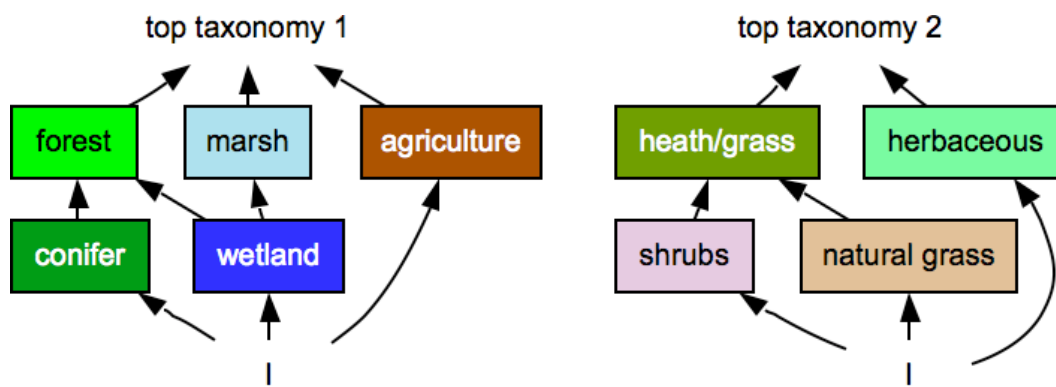 top taxonomy 1
top taxonomy 2
forest
marsh
agriculture
heath/grass
herbaceous
conifer
wetland
shrubs
natural grass
I
I